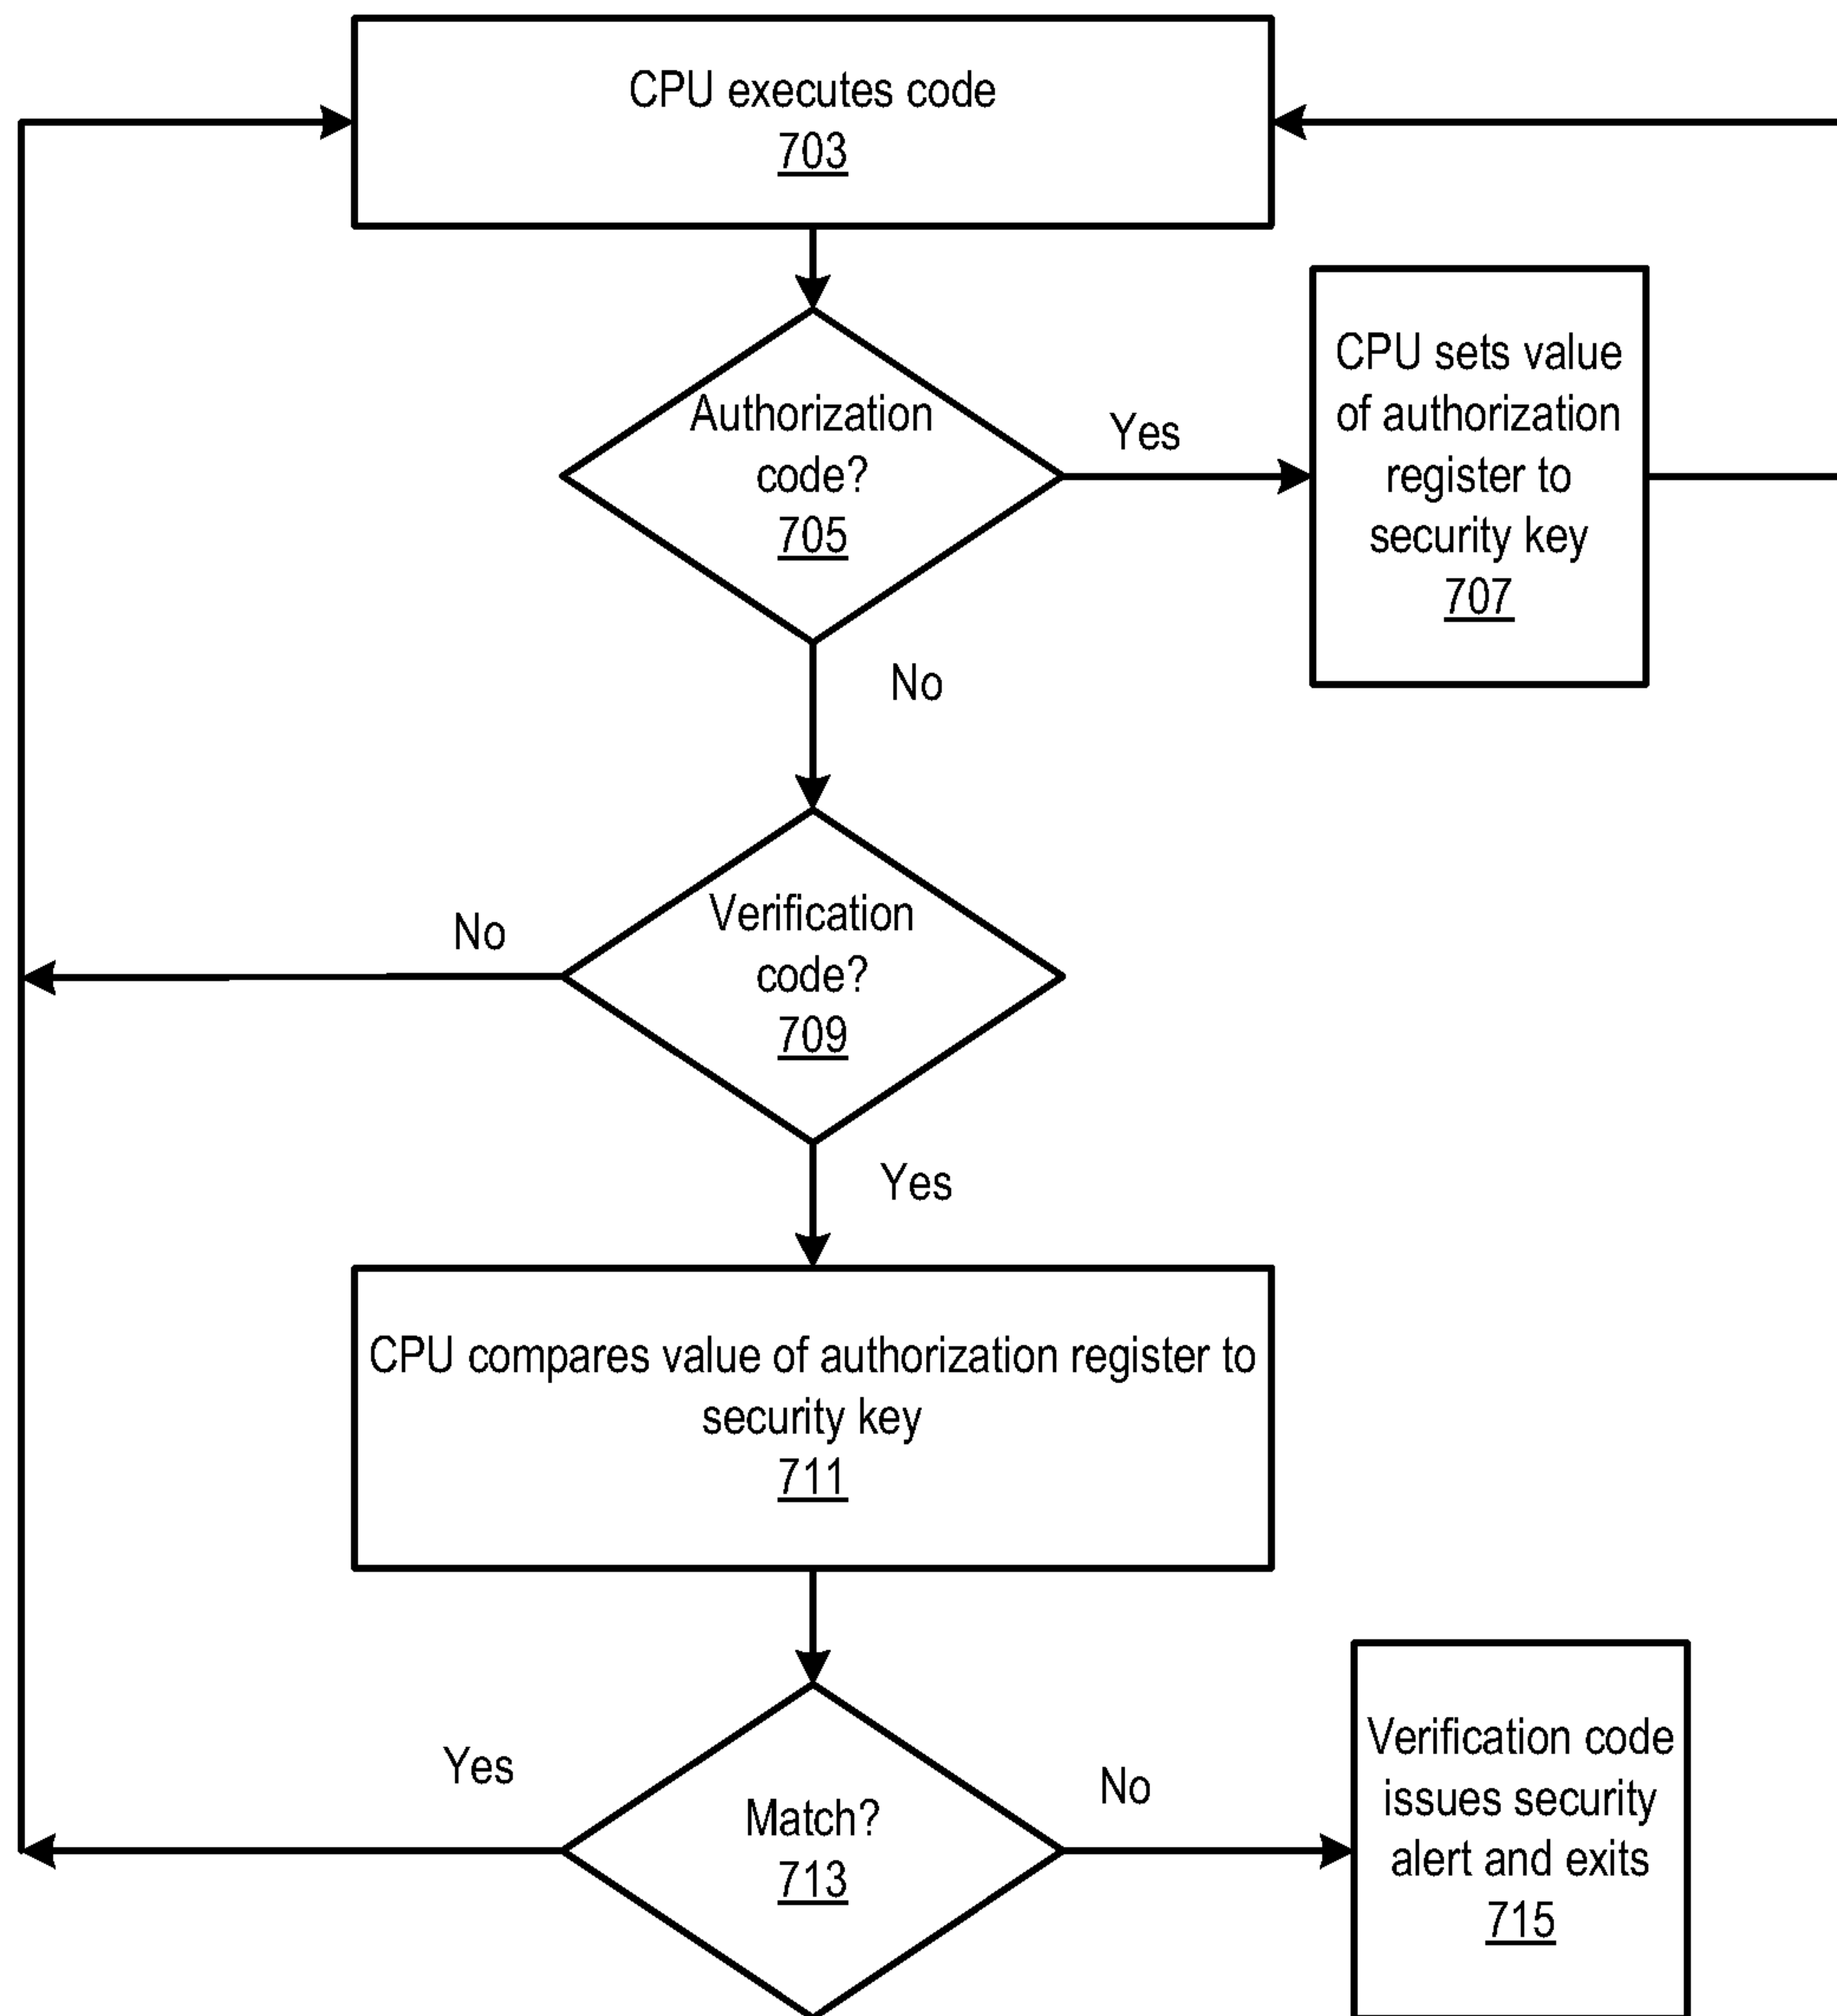 CPU executes code
703
Authorization
code?
705
Yes
CPU sets value
of authorization
register to
security key
707
No
Verification
code?
709
No
Yes
CPU compares value of authorization register to
security key
711
Match?
713
Yes
No
Verification code
issues security
alert and exits
715